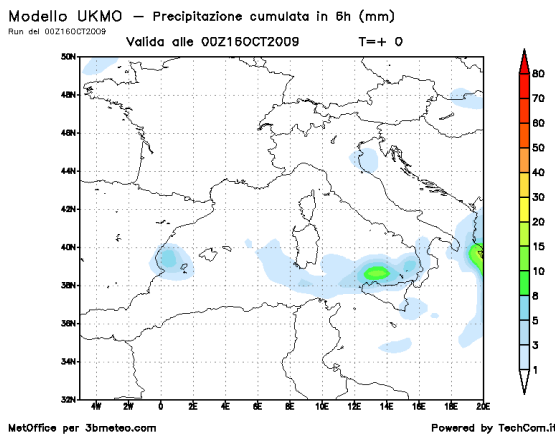 Modello UKMO – Precipitazione cumulata in 6h (mm)
Run del 00Z16OCT2009
Valida alle 00Z16OCT2009 T=+ 0
50N
48N
46N
44N
42N
40N
38N
36N
34N
32N
4W 2W 0 2E 4E 6E 8E 10E 12E 14E 16E 18E 20E
80
70
60
50
40
30
20
15
10
8
5
3
1
MetOffice per 3bmeteo.com Powered by TechCom.it